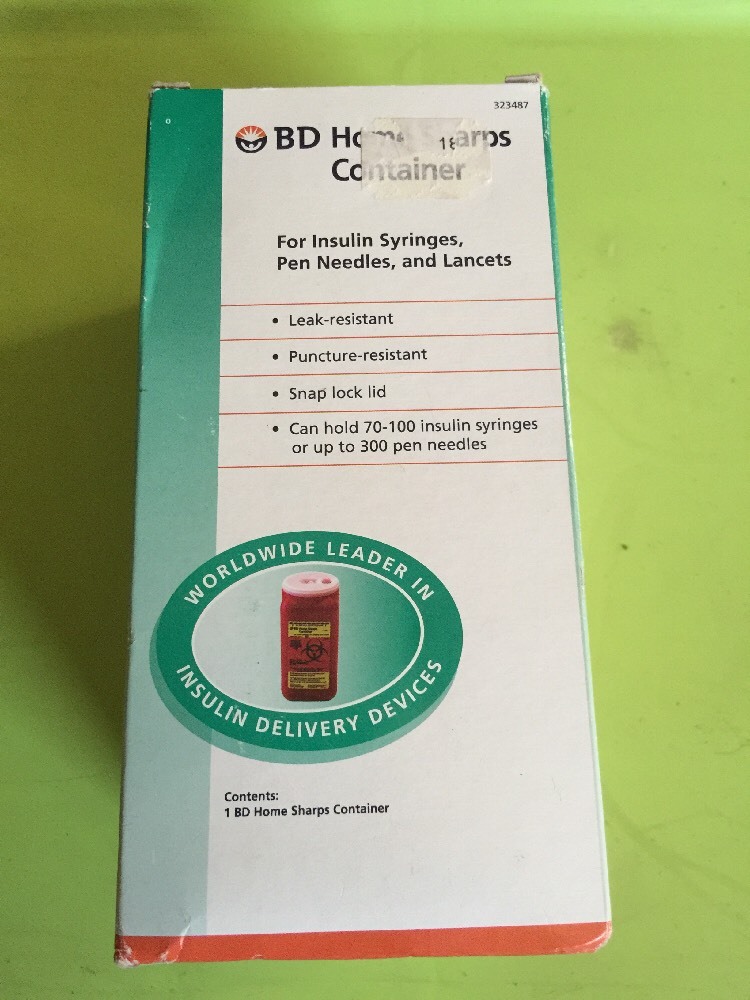 323487
BD Home Sharps
18
Container
For Insulin Syringes,
Pen Needles, and Lancets
• Leak-resistant
• Puncture-resistant
• Snap lock lid
• Can hold 70-100 insulin syringes
or up to 300 pen needles
WORLDWIDE LEADER IN
INSULIN DELIVERY DEVICES
Contents:
1 BD Home Sharps Container